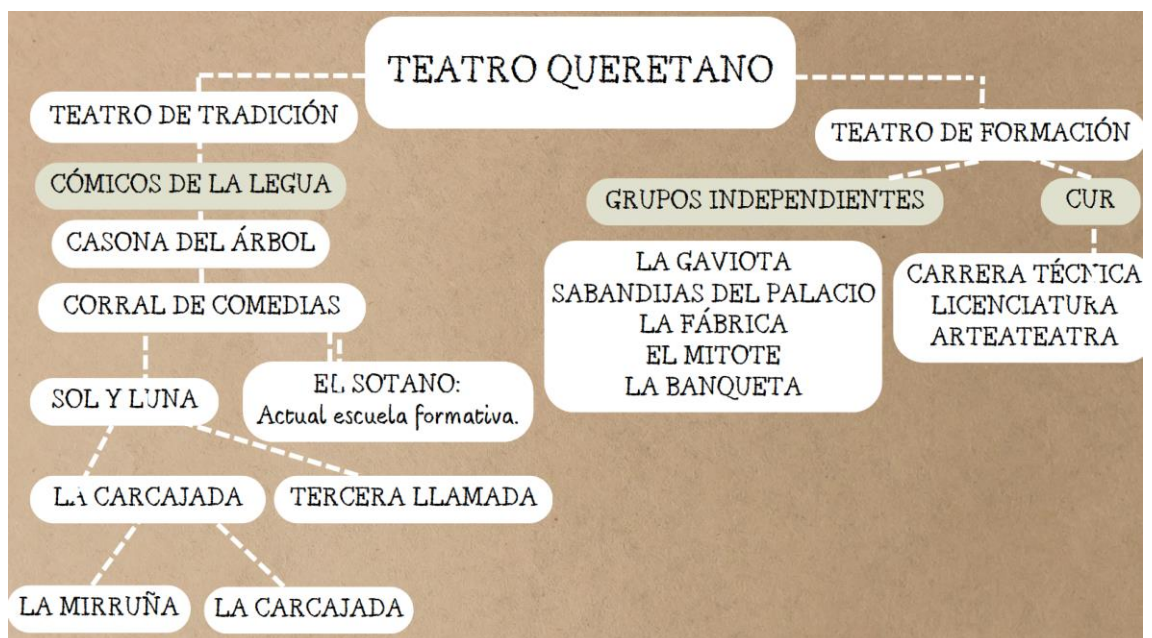 TEATRO QUERETANO
TEATRO DE TRADICIÓN
CÓMICOS DE LA LEGUA
CASONA DEL ÁRBOL
CORRAL DE COMEDIAS
SOL Y LUNA
EL SOTANO:
Actual escuela formativa.
LA CARCAJADA
TERCERA LLAMADA
LA MIRRUÑA
LA CARCAJADA
TEATRO DE FORMACIÓN
GRUPOS INDEPENDIENTES
LA GAVIOTA
SABANDIJAS DEL PALACIO
LA FÁBRICA
EL MITOTE
LA BANQUETA
CUR
CARRERA TÉCNICA
LICENCIATURA
ARTEATEATRA